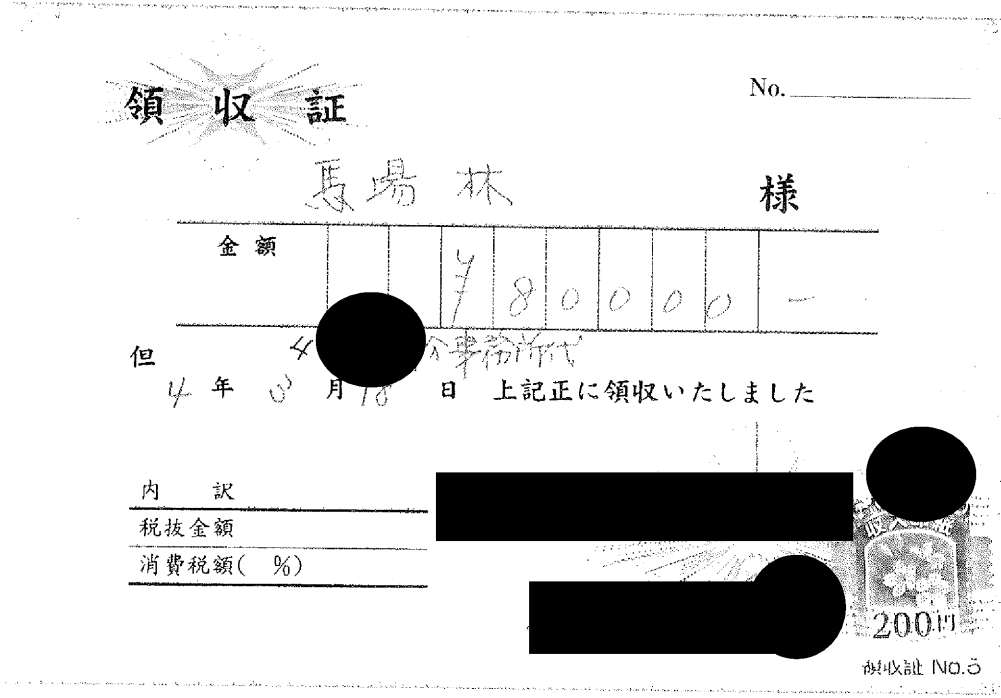 領収証
No.
馬場林 様
金額 ¥80000-
但 分事務所代
4年3月18日 上記正に領収いたしました
内訳
税抜金額
消費税額( %)
200円
領収証 No.5